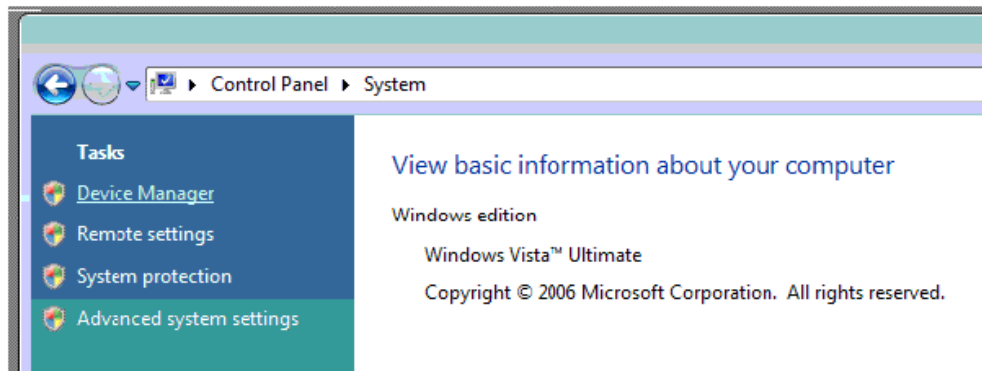 Control Panel System
Tasks
Device Manager
Remote settings
System protection
Advanced system settings
View basic information about your computer
Windows edition
Windows Vista™ Ultimate
Copyright © 2006 Microsoft Corporation. All rights reserved.